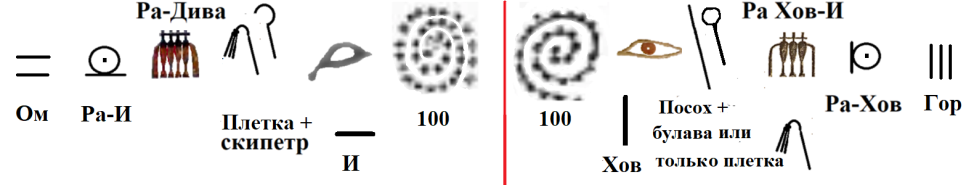 Ра-Дива
Ом
Ра-И
Плетка +
скипетр
И
100
100
Хов
Посох +
булава или
только плетка
Ра Хов-И
Ра-Хов
Гор